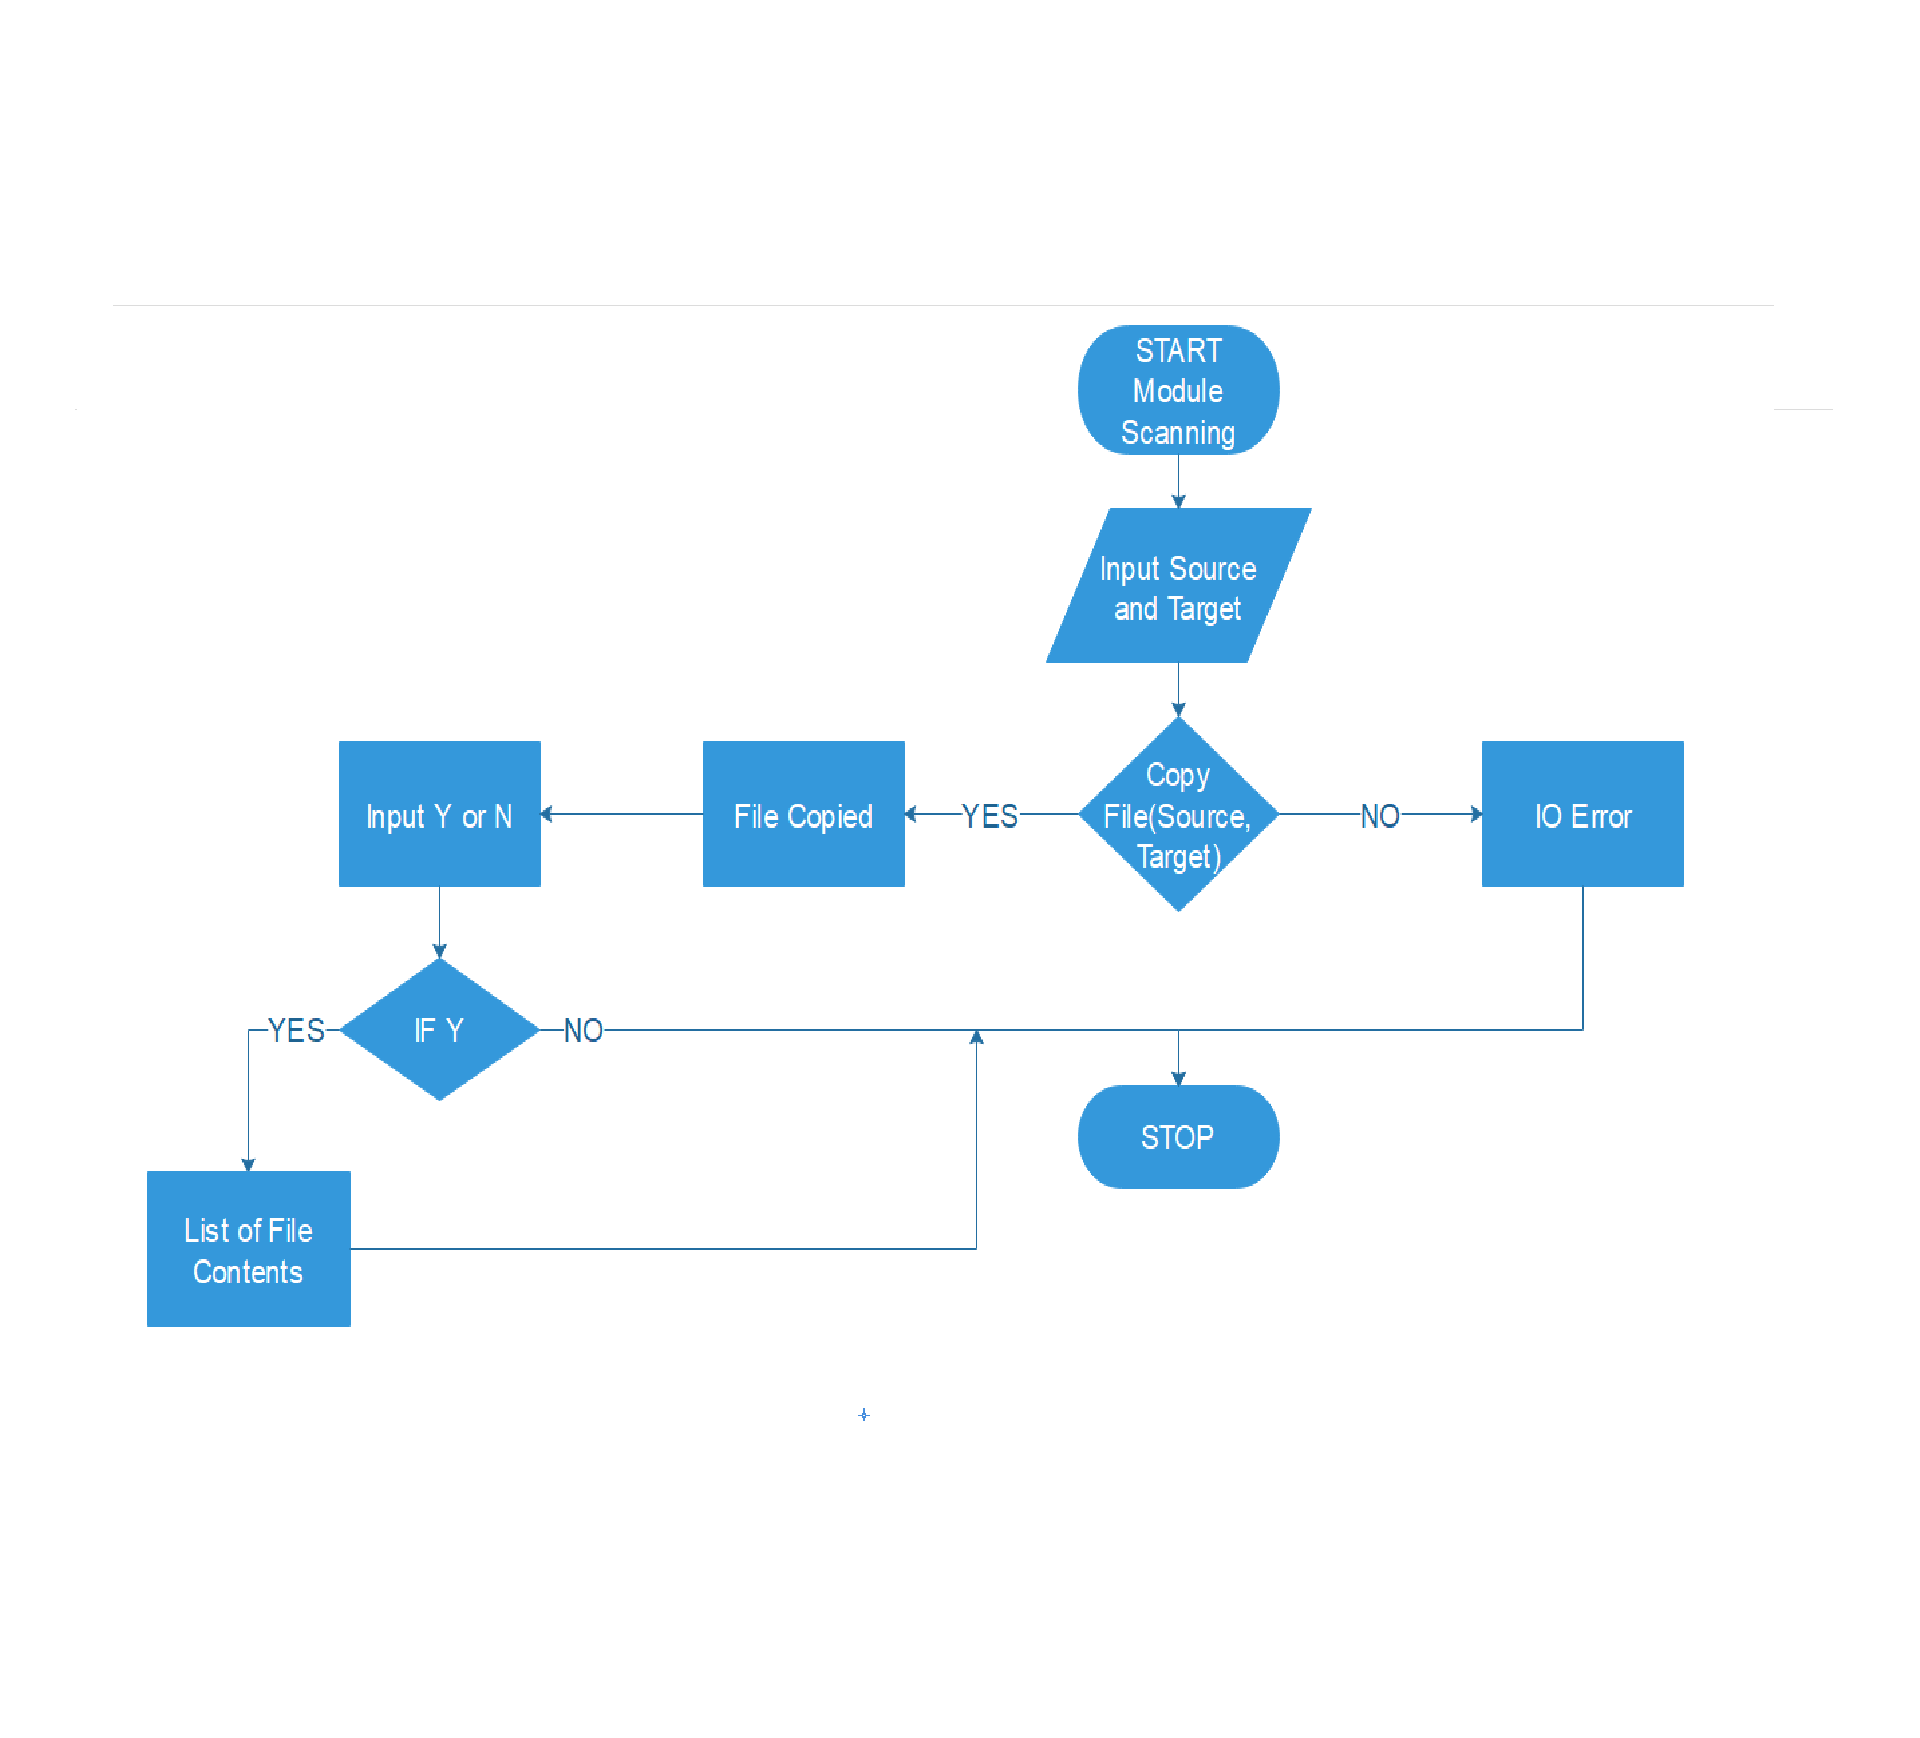 START
Module
Scanning
Input Source
and Target
Copy
File(Source,
Target)
YES
NO
File Copied
Input Y or N
IO Error
IF Y
YES
NO
STOP
List of File
Contents